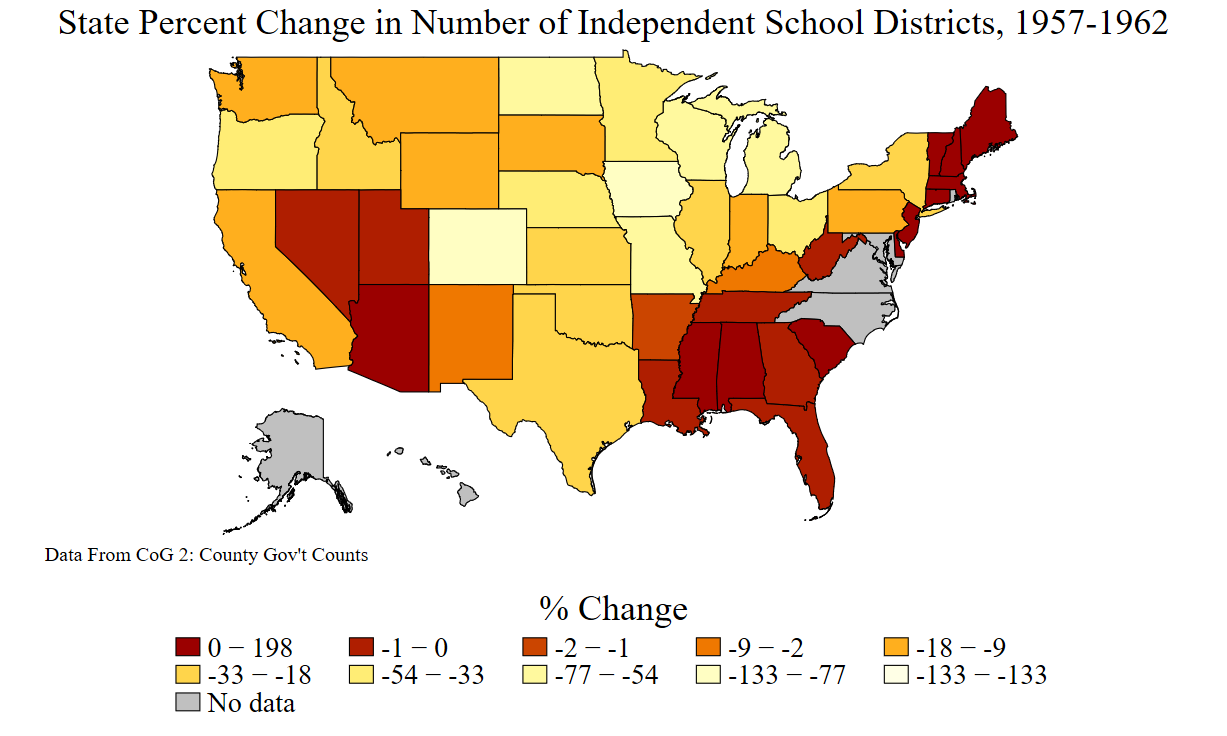 State Percent Change in Number of Independent School Districts, 1957-1962
Data From CoG 2: County Gov't Counts
% Change
0 − 198 -1 − 0 -2 − -1 -9 − -2 -18 − -9
-33 − -18 -54 − -33 -77 − -54 -133 − -77 -133 − -133
No data